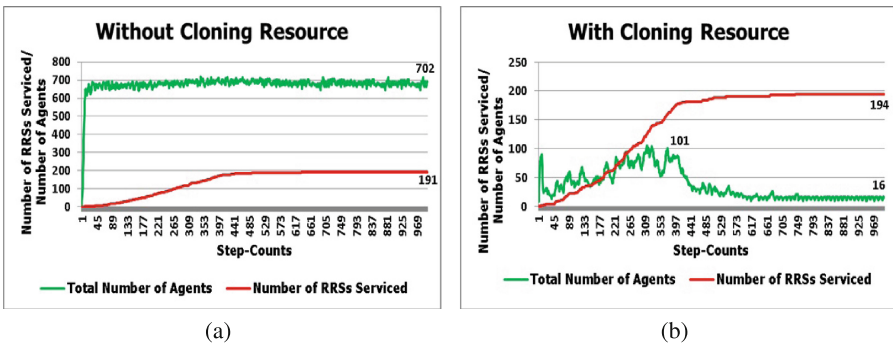 Without Cloning Resource
Number of RRSs Serviced/
Number of Agents
800
700
600
500
400
300
200
100
0
702
191
1 45 89 133 177 221 265 309 353 397 441 485 529 573 617 661 705 749 793 837 881 925 969
Step-Counts
Total Number of Agents Number of RRSs Serviced
(a)
With Cloning Resource
Number of RRSs Serviced/
Number of Agents
250
200
150
100
50
0
101
194
16
1 45 89 133 177 221 265 309 353 397 441 485 529 573 617 661 705 749 793 837 881 925 969
Step-Counts
Total Number of Agents Number of RRSs Serviced
(b)